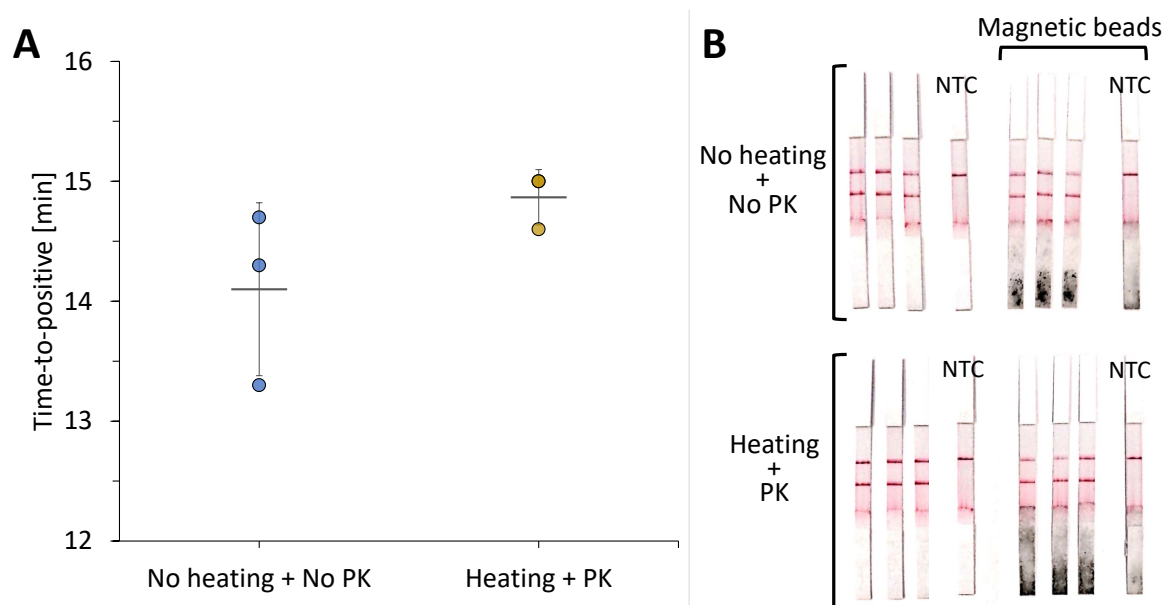 A
Time-to-positive [min]
16
15
14
13
12
No heating + No PK
Heating + PK
B
Magnetic beads
NTC
NTC
No heating
+
No PK
NTC
NTC
Heating
+
PK